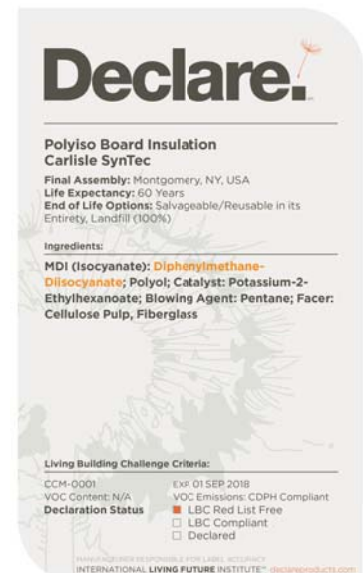 Declare.
Polyiso Board Insulation
Carlisle SynTec
Final Assembly: Montgomery, NY, USA
Life Expectancy: 60 Years
End of Life Options: Salvageable/Reusable in its
Entirety, Landfill (100%)
Ingredients:
MDI (Isocyanate): Diphenylmethane-
Diisocyanate; Polyol; Catalyst: Potassium-2-
Ethylhexanoate; Blowing Agent: Pentane; Facer:
Cellulose Pulp, Fiberglass
Living Building Challenge Criteria:
CCM-0001 EXP. 01 SEP 2018
VOC Content: N/A VOC Emissions: CDPH Compliant
Declaration Status LBC Red List Free
LBC Compliant
Declared
MANUFACTURER RESPONSIBLE FOR LABEL ACCURACY
INTERNATIONAL LIVING FUTURE INSTITUTE™ declareproducts.com